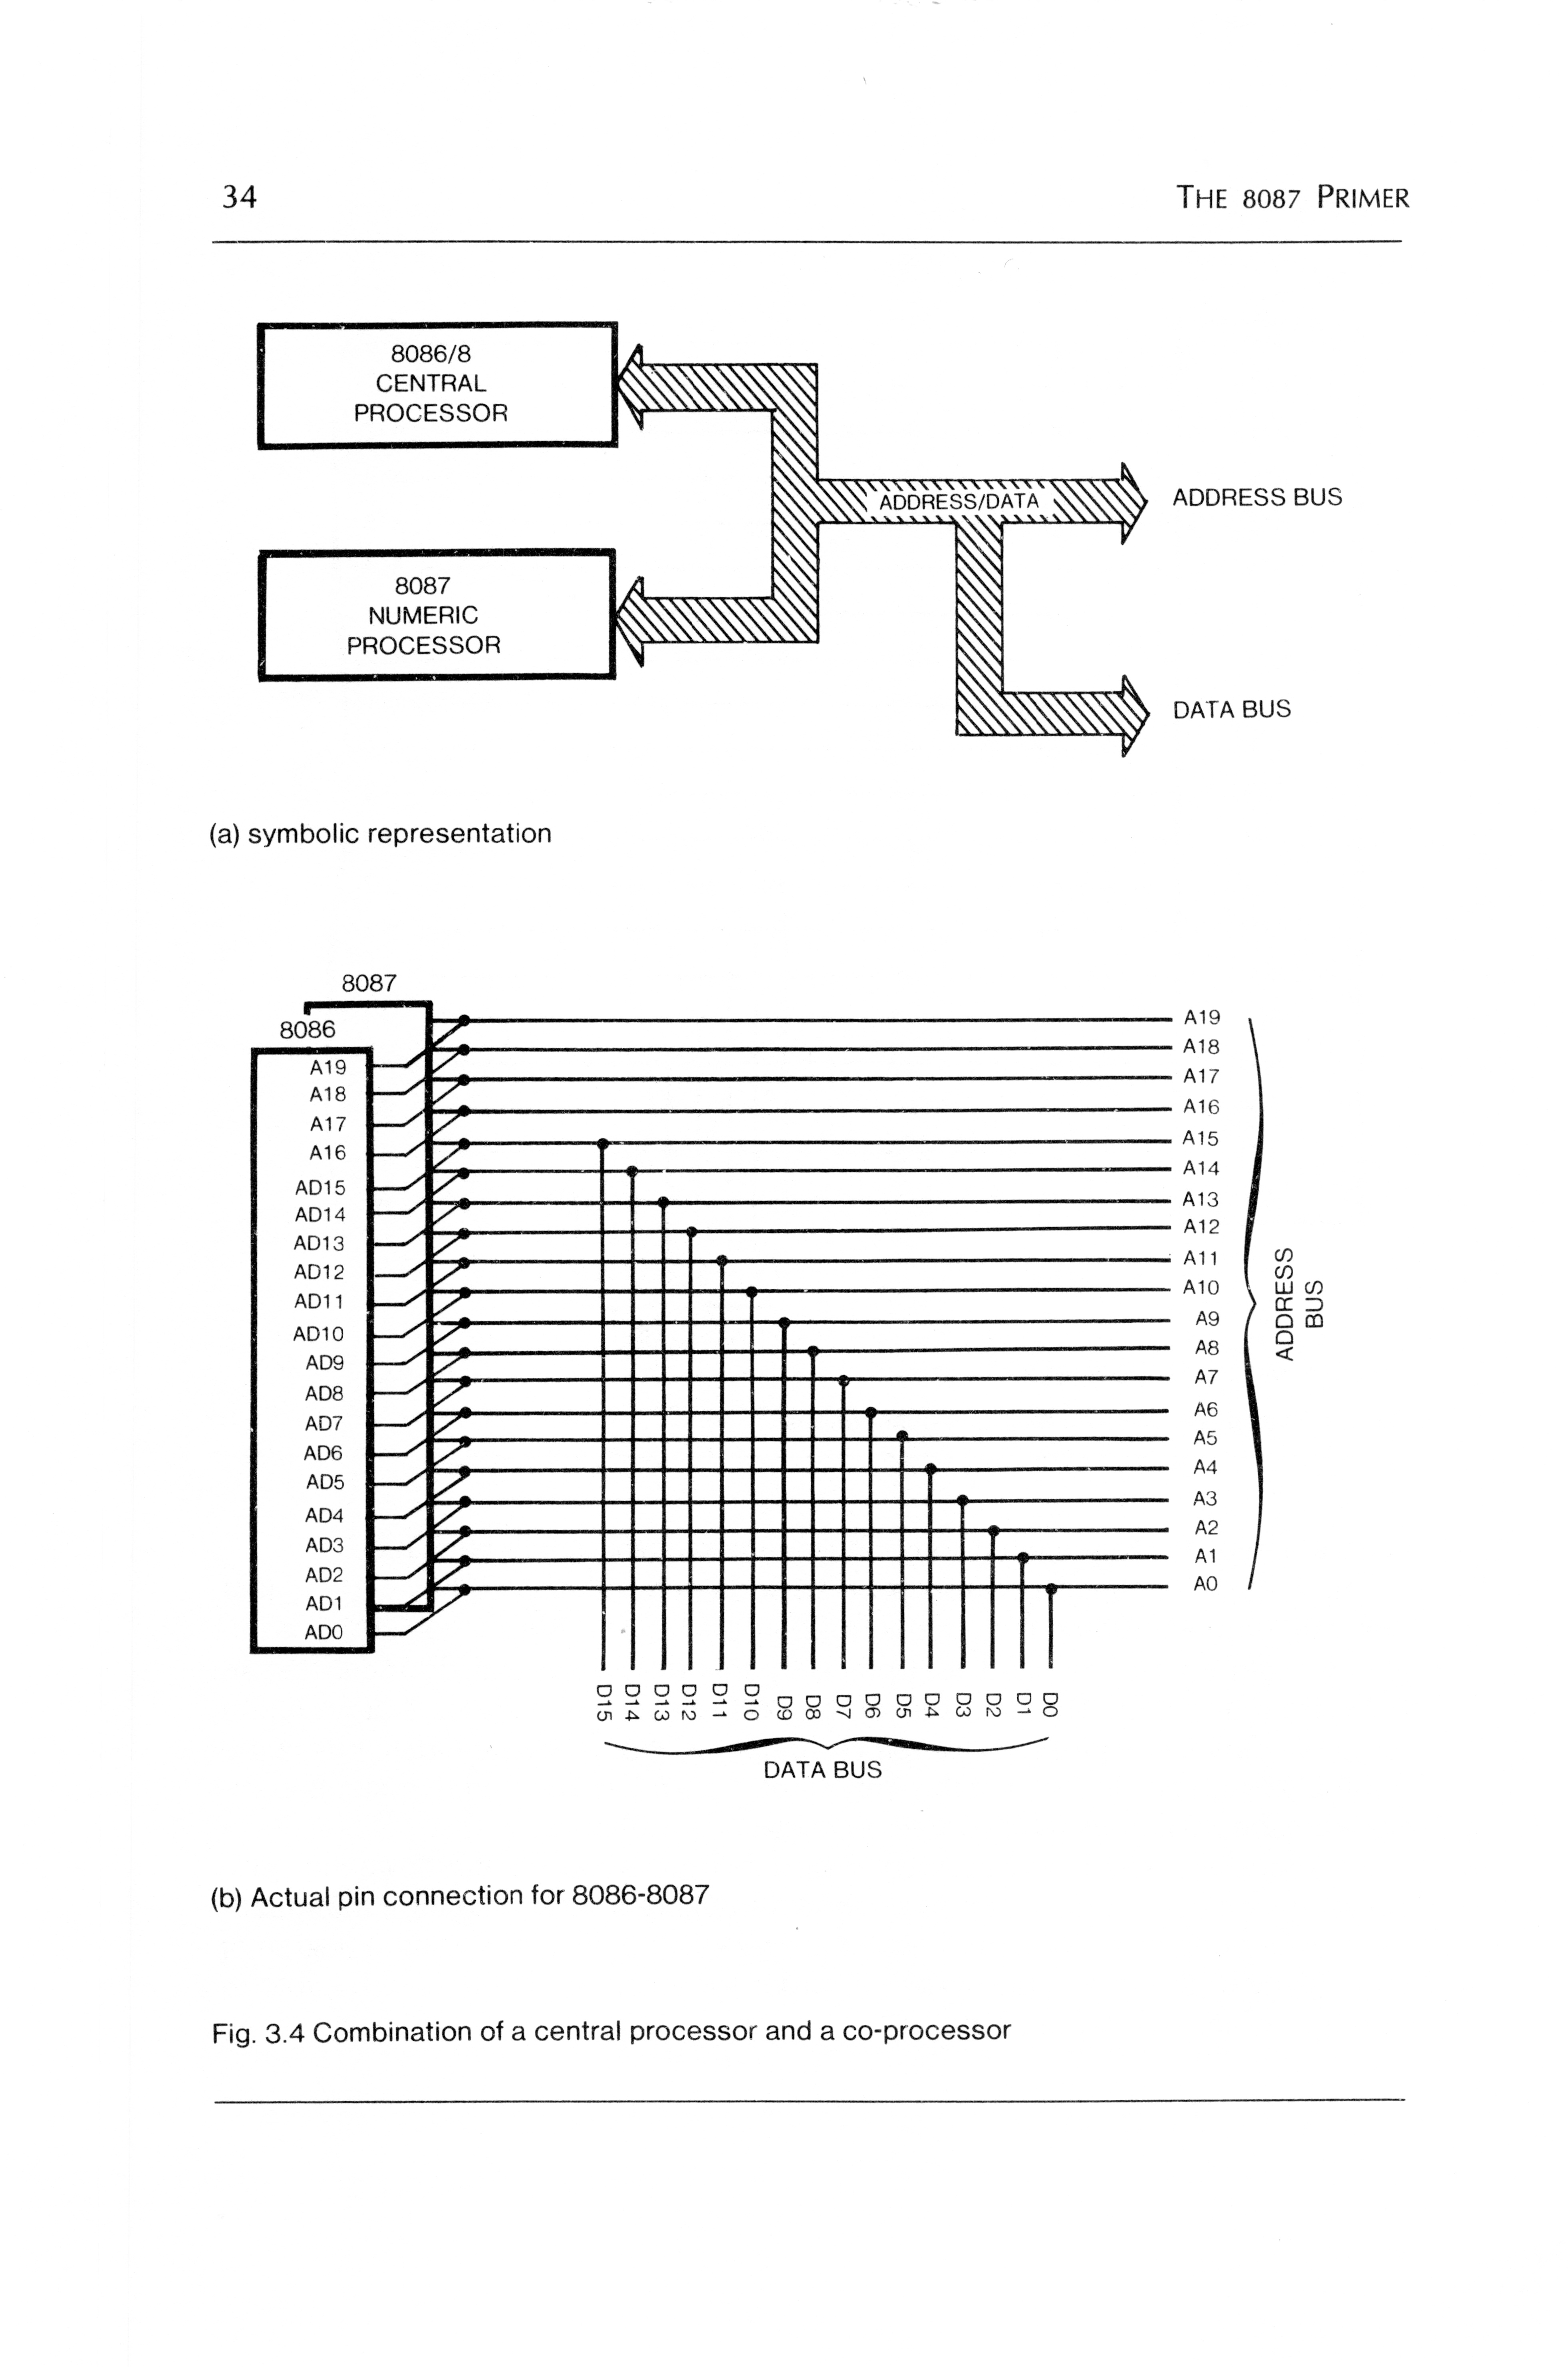 34
THE 8087 PRIMER
8086/8
CENTRAL
PROCESSOR
ADDRESS/DATA
ADDRESS BUS
8087
NUMERIC
PROCESSOR
DATA BUS
(a) symbolic representation
8087
8086
A19
A18
A17
A16
AD15
AD14
AD13
AD12
AD11
AD10
AD9
AD8
AD7
AD6
AD5
AD4
AD3
AD2
AD1
AD0
A19
A18
A17
A16
A15
A14
A13
A12
A11
A10
A9
A8
A7
A6
A5
A4
A3
A2
A1
A0
ADDRESS
BUS
D15
D14
D13
D12
D11
D10
D9
D8
D7
D6
D5
D4
D3
D2
D1
D0
DATA BUS
(b) Actual pin connection for 8086-8087
Fig. 3.4 Combination of a central processor and a co-processor